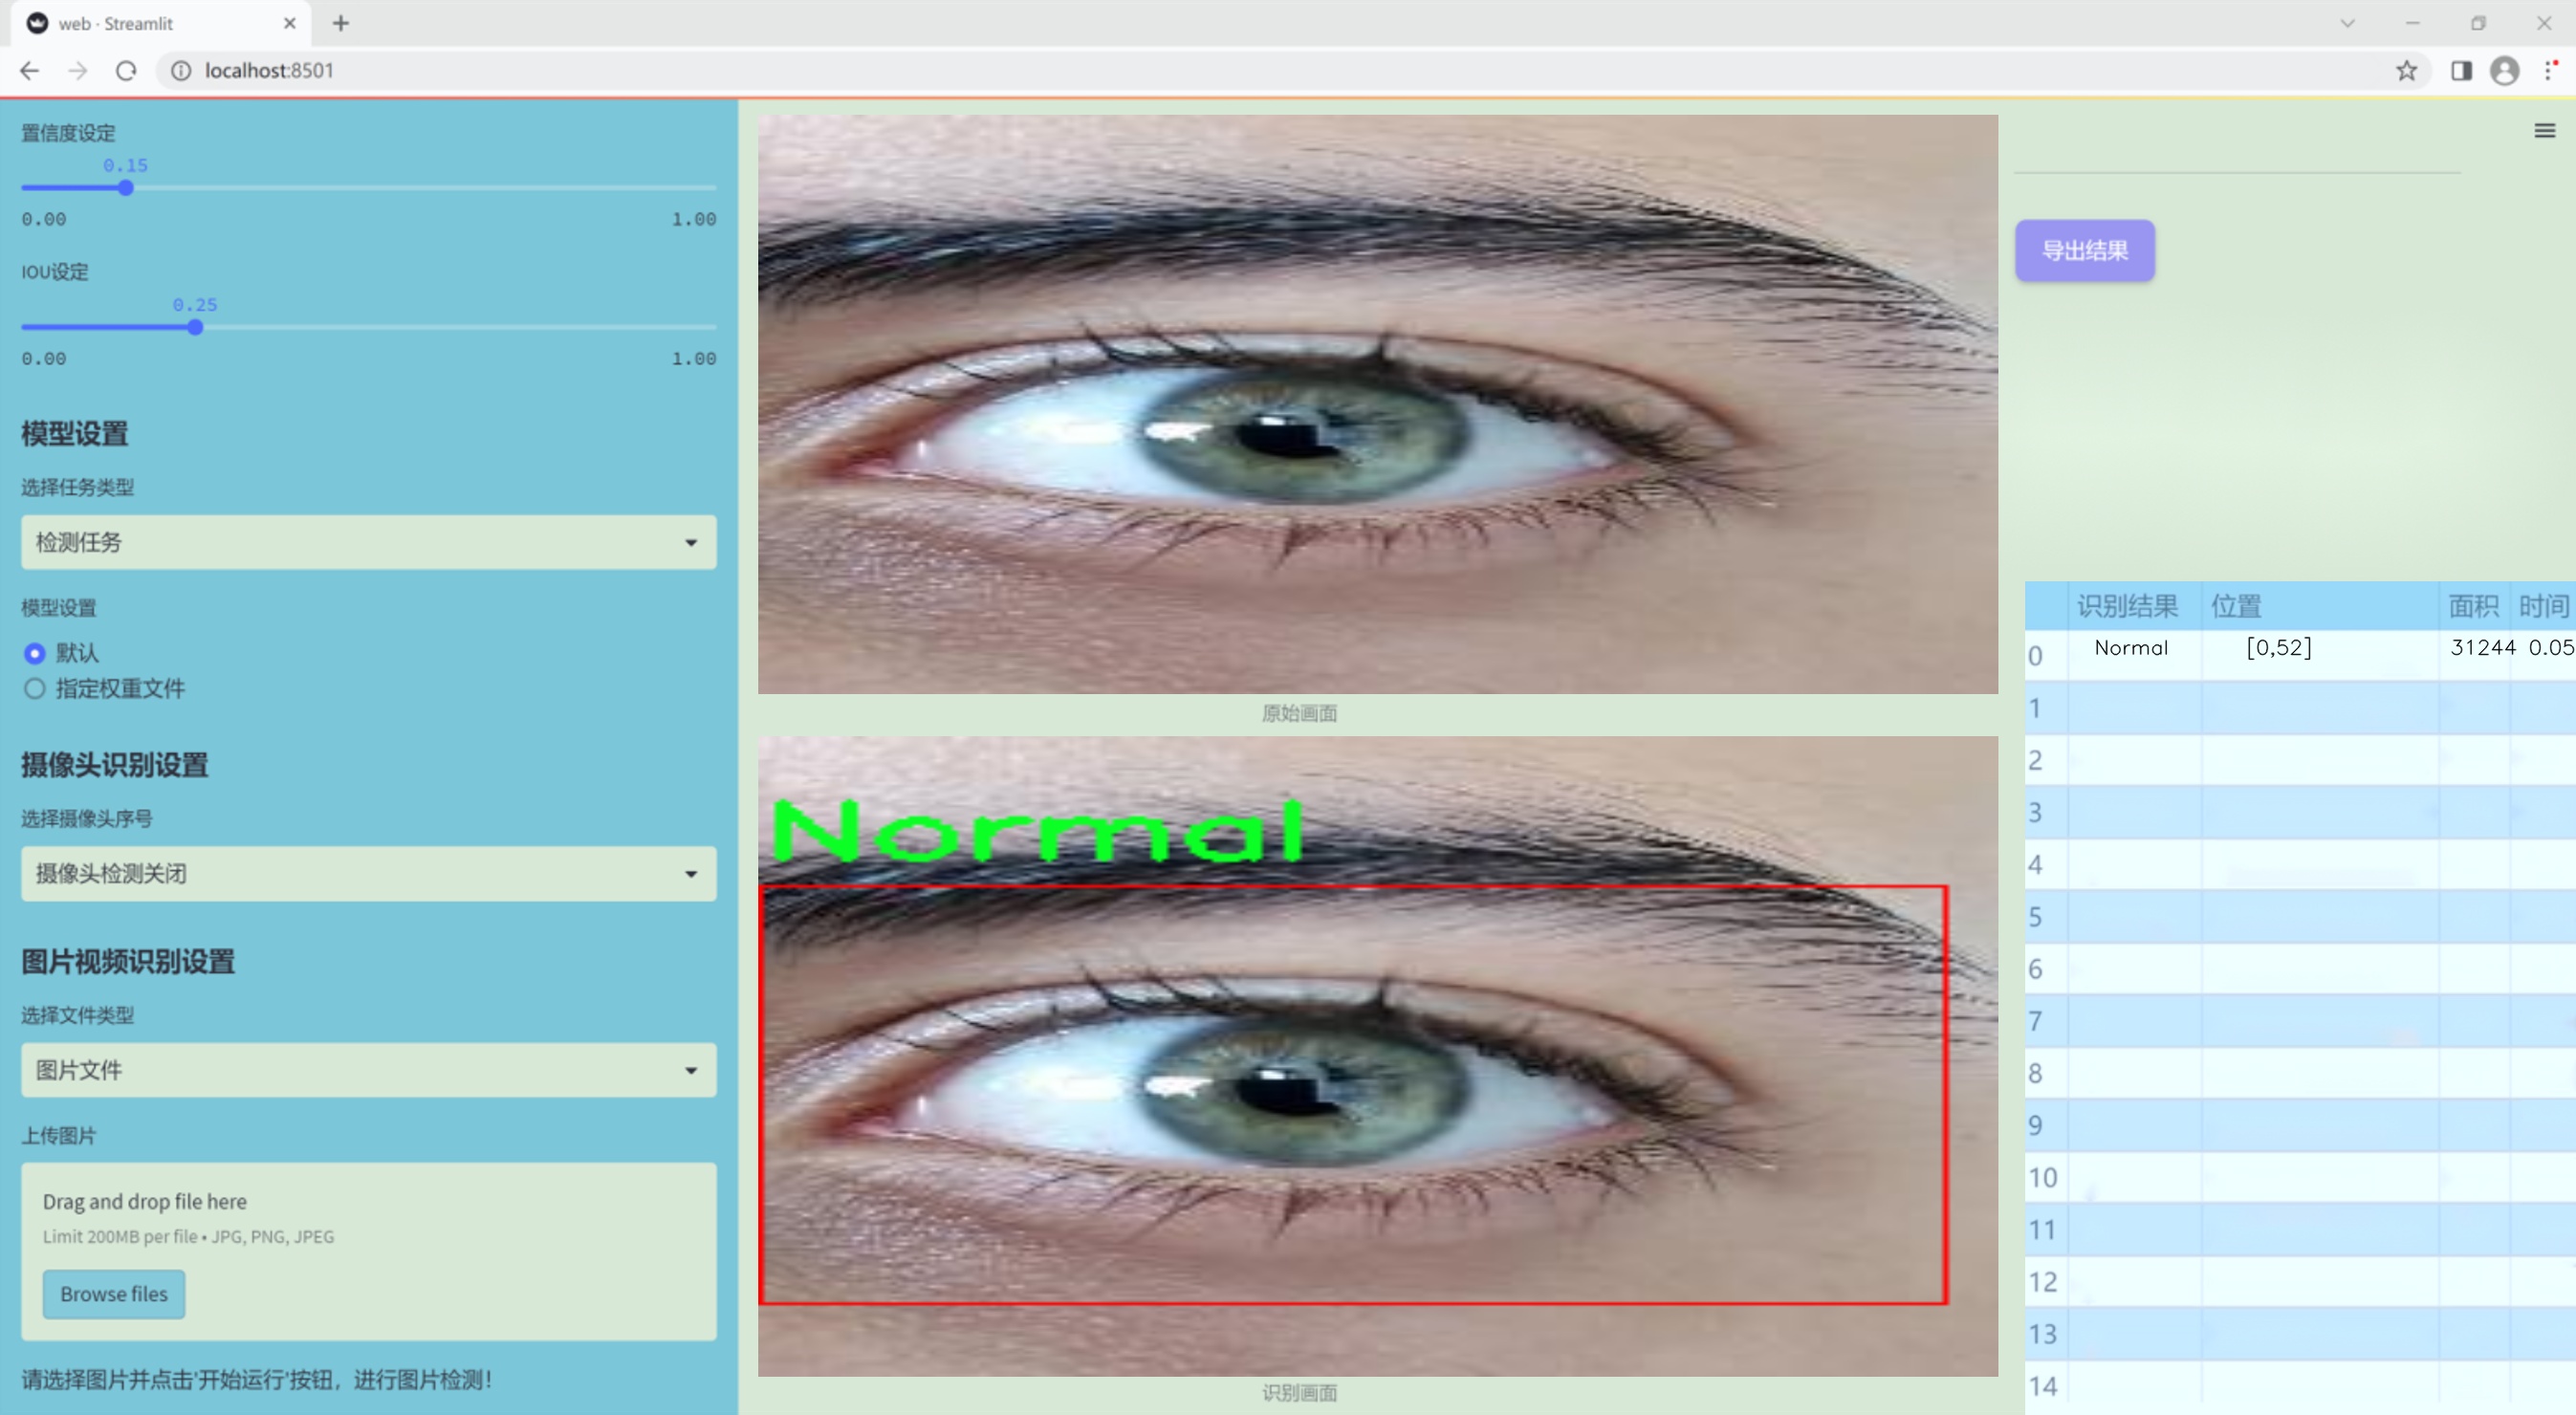 web · Streamlit
localhost:8501
置信度设定
0.15
0.00 1.00
IOU设定
0.25
0.00 1.00
模型设置
选择任务类型
检测任务
模型设置
默认
指定权重文件
摄像头识别设置
选择摄像头序号
摄像头检测关闭
图片视频识别设置
选择文件类型
图片文件
上传图片
Drag and drop file here
Limit 200MB per file • JPG, PNG, JPEG
Browse files
请选择图片并点击'开始运行'按钮，进行图片检测！
原始画面
Normal
识别画面
导出结果
识别结果 位置 面积 时间
0 Normal [0,52] 31244 0.05
1
2
3
4
5
6
7
8
9
10
11
12
13
14